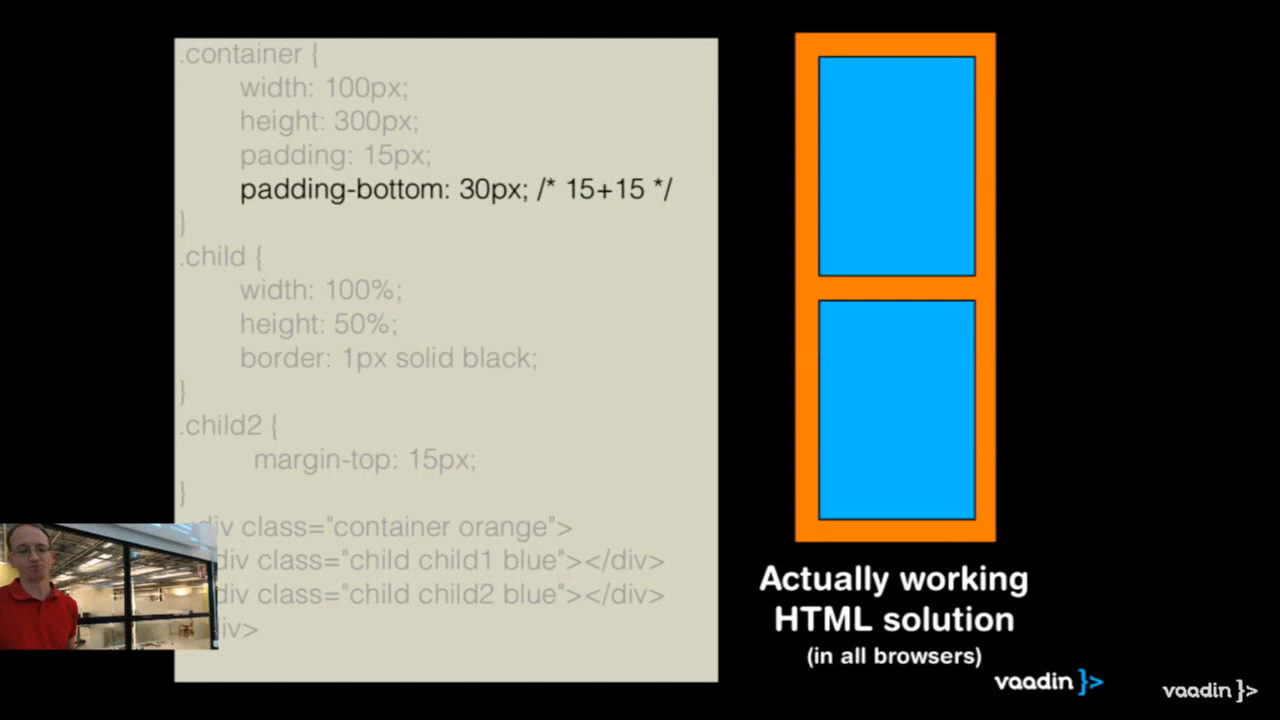 .container {
width: 100px;
height: 300px;
padding: 15px;
padding-bottom: 30px; /* 15+15 */
}
.child {
width: 100%;
height: 50%;
border: 1px solid black;
}
.child2 {
margin-top: 15px;
}
div class="container orange">
div class="child child1 blue"></div>
div class="child child2 blue"></div>
iv>
Actually working
HTML solution
(in all browsers)
vaadin }>
vaadin }>